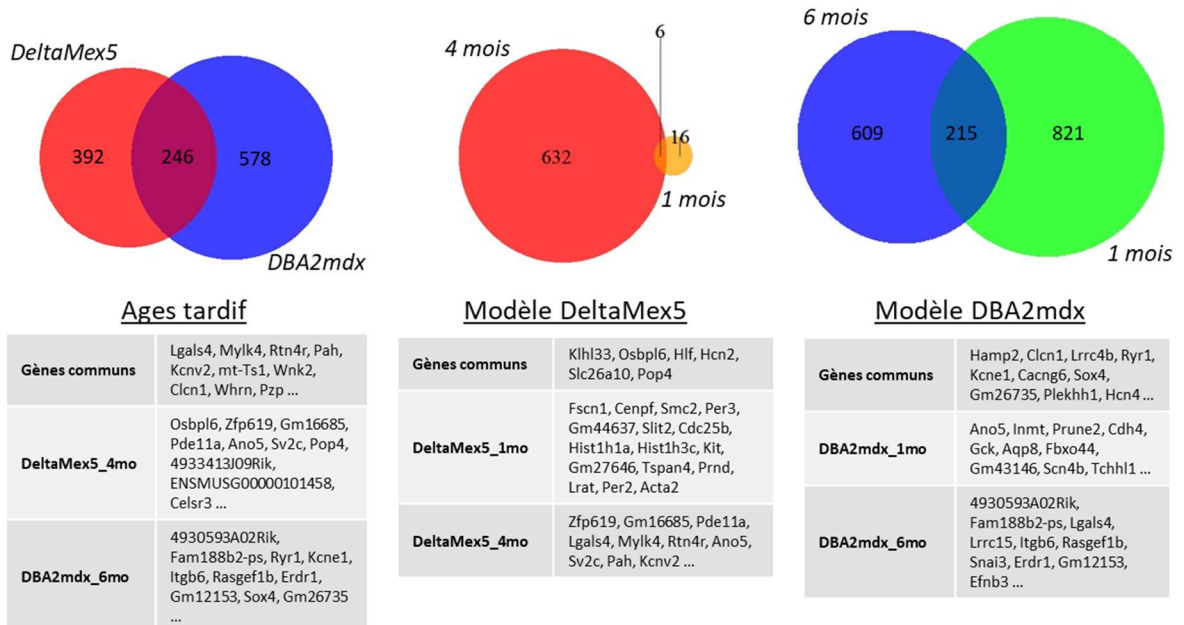 DeltaMex5
392
246
578
DBA2mdx
4 mois
6
16
632
1 mois
6 mois
609
215
821
1 mois
Ages tardif
Gènes communs
Lgals4, Mylk4, Rtn4r, Pah,
Kcnv2, mt-Ts1, Wnk2,
Clcn1, Whrn, Pzp ...
DeltaMex5_4mo
Osbpl6, Zfp619, Gm16685,
Pde11a, Ano5, Sv2c, Pop4,
4933413J09Rik,
ENSMUSG00000101458,
Celsr3 ...
DBA2mdx_6mo
4930593A02Rik,
Fam188b2-ps, Ryr1, Kcne1,
Itgb6, Rasgef1b, Erdr1,
Gm12153, Sox4, Gm26735
...
Modèle DeltaMex5
Gènes communs
Klhl33, Osbpl6, Hlf, Hcn2,
Slc26a10, Pop4
DeltaMex5_1mo
Fscn1, Cenpf, Smc2, Per3,
Gm44637, Slit2, Cdc25b,
Hist1h1a, Hist1h3c, Kit,
Gm27646, Tspan4, Prnd,
Lrat, Per2, Acta2
DeltaMex5_4mo
Zfp619, Gm16685, Pde11a,
Lgals4, Mylk4, Rtn4r, Ano5,
Sv2c, Pah, Kcnv2 ...
Modèle DBA2mdx
Gènes communs
Hamp2, Clcn1, Lrrc4b, Ryr1,
Kcne1, Cacng6, Sox4,
Gm26735, Plekhh1, Hcn4 ...
DBA2mdx_1mo
Ano5, Inmt, Prune2, Cdh4,
Gck, Aqp8, Fbxo44,
Gm43146, Scn4b, Tchhl1 ...
DBA2mdx_6mo
4930593A02Rik,
Fam188b2-ps, Lgals4,
Lrrc15, Itgb6, Rasgef1b,
Snai3, Erdr1, Gm12153,
Efnb3 ...